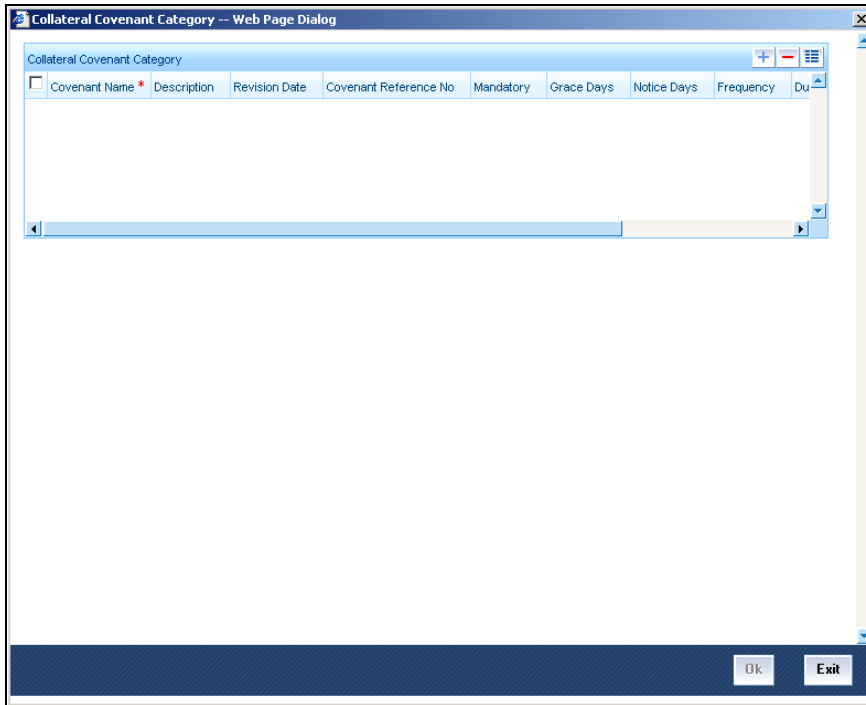 Collateral Covenant Category -- Web Page Dialog
Collateral Covenant Category
Covenant Name * Description Revision Date Covenant Reference No Mandatory Grace Days Notice Days Frequency Du
Ok Exit